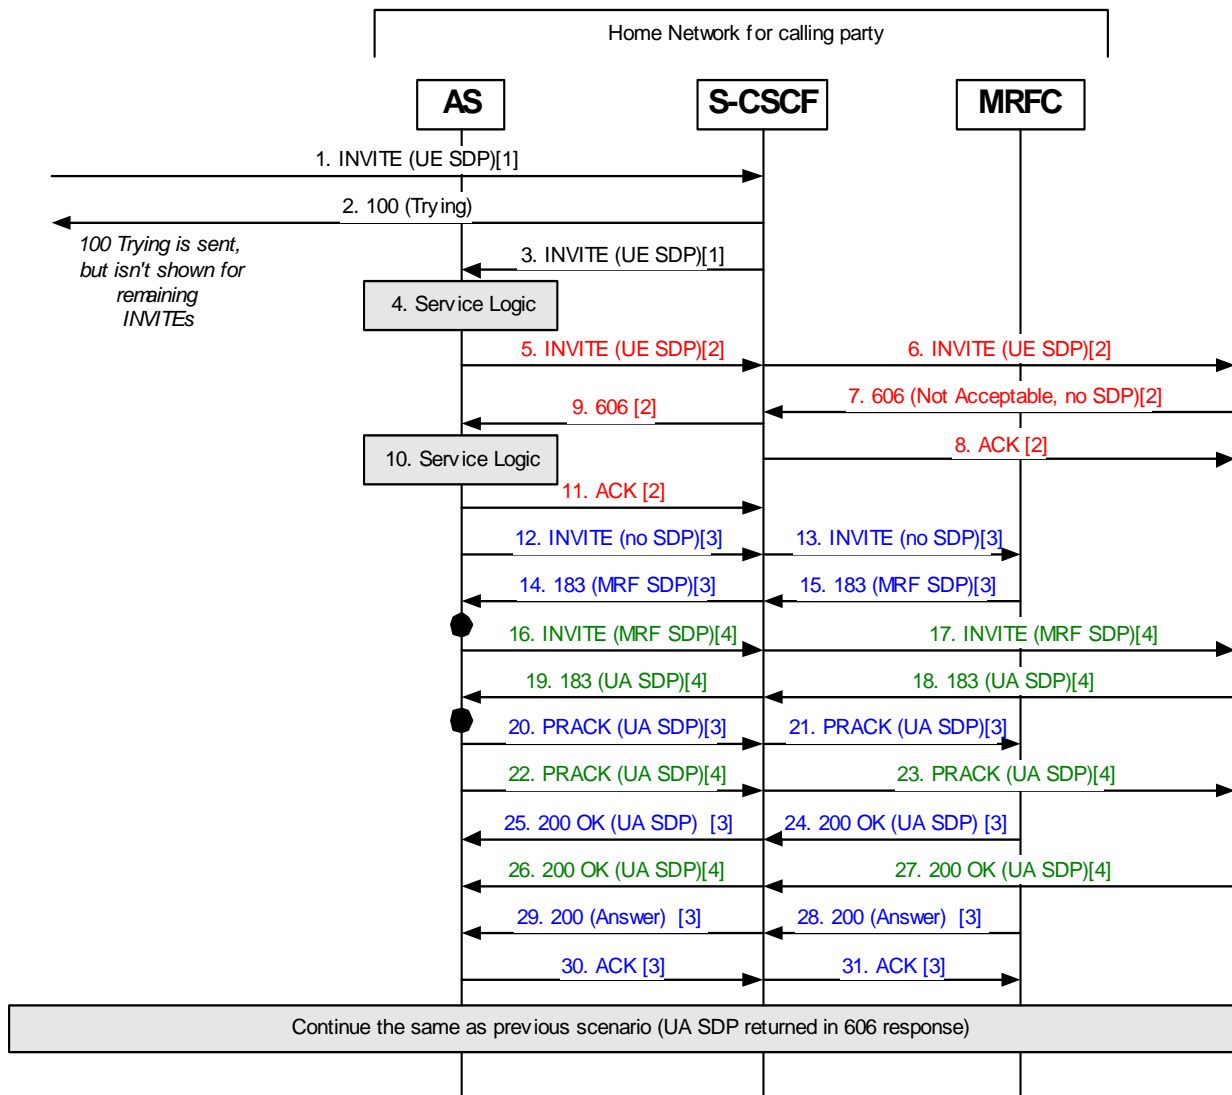 Home Network for calling party
AS
S-CSCF
MRFC
1. INVITE (UE SDP)[1]
2. 100 (Trying)
100 Trying is sent,
but isn't shown for
remaining
INVITEs
3. INVITE (UE SDP)[1]
4. Service Logic
5. INVITE (UE SDP)[2]
6. INVITE (UE SDP)[2]
7. 606 (Not Acceptable, no SDP)[2]
9. 606 [2]
10. Service Logic
8. ACK [2]
11. ACK [2]
12. INVITE (no SDP)[3]
13. INVITE (no SDP)[3]
14. 183 (MRF SDP)[3]
15. 183 (MRF SDP)[3]
16. INVITE (MRF SDP)[4]
17. INVITE (MRF SDP)[4]
19. 183 (UA SDP)[4]
18. 183 (UA SDP)[4]
20. PRACK (UA SDP)[3]
21. PRACK (UA SDP)[3]
22. PRACK (UA SDP)[4]
23. PRACK (UA SDP)[4]
25. 200 OK (UA SDP) [3]
24. 200 OK (UA SDP) [3]
26. 200 OK (UA SDP)[4]
27. 200 OK (UA SDP)[4]
29. 200 (Answer) [3]
28. 200 (Answer) [3]
30. ACK [3]
31. ACK [3]
Continue the same as previous scenario (UA SDP returned in 606 response)